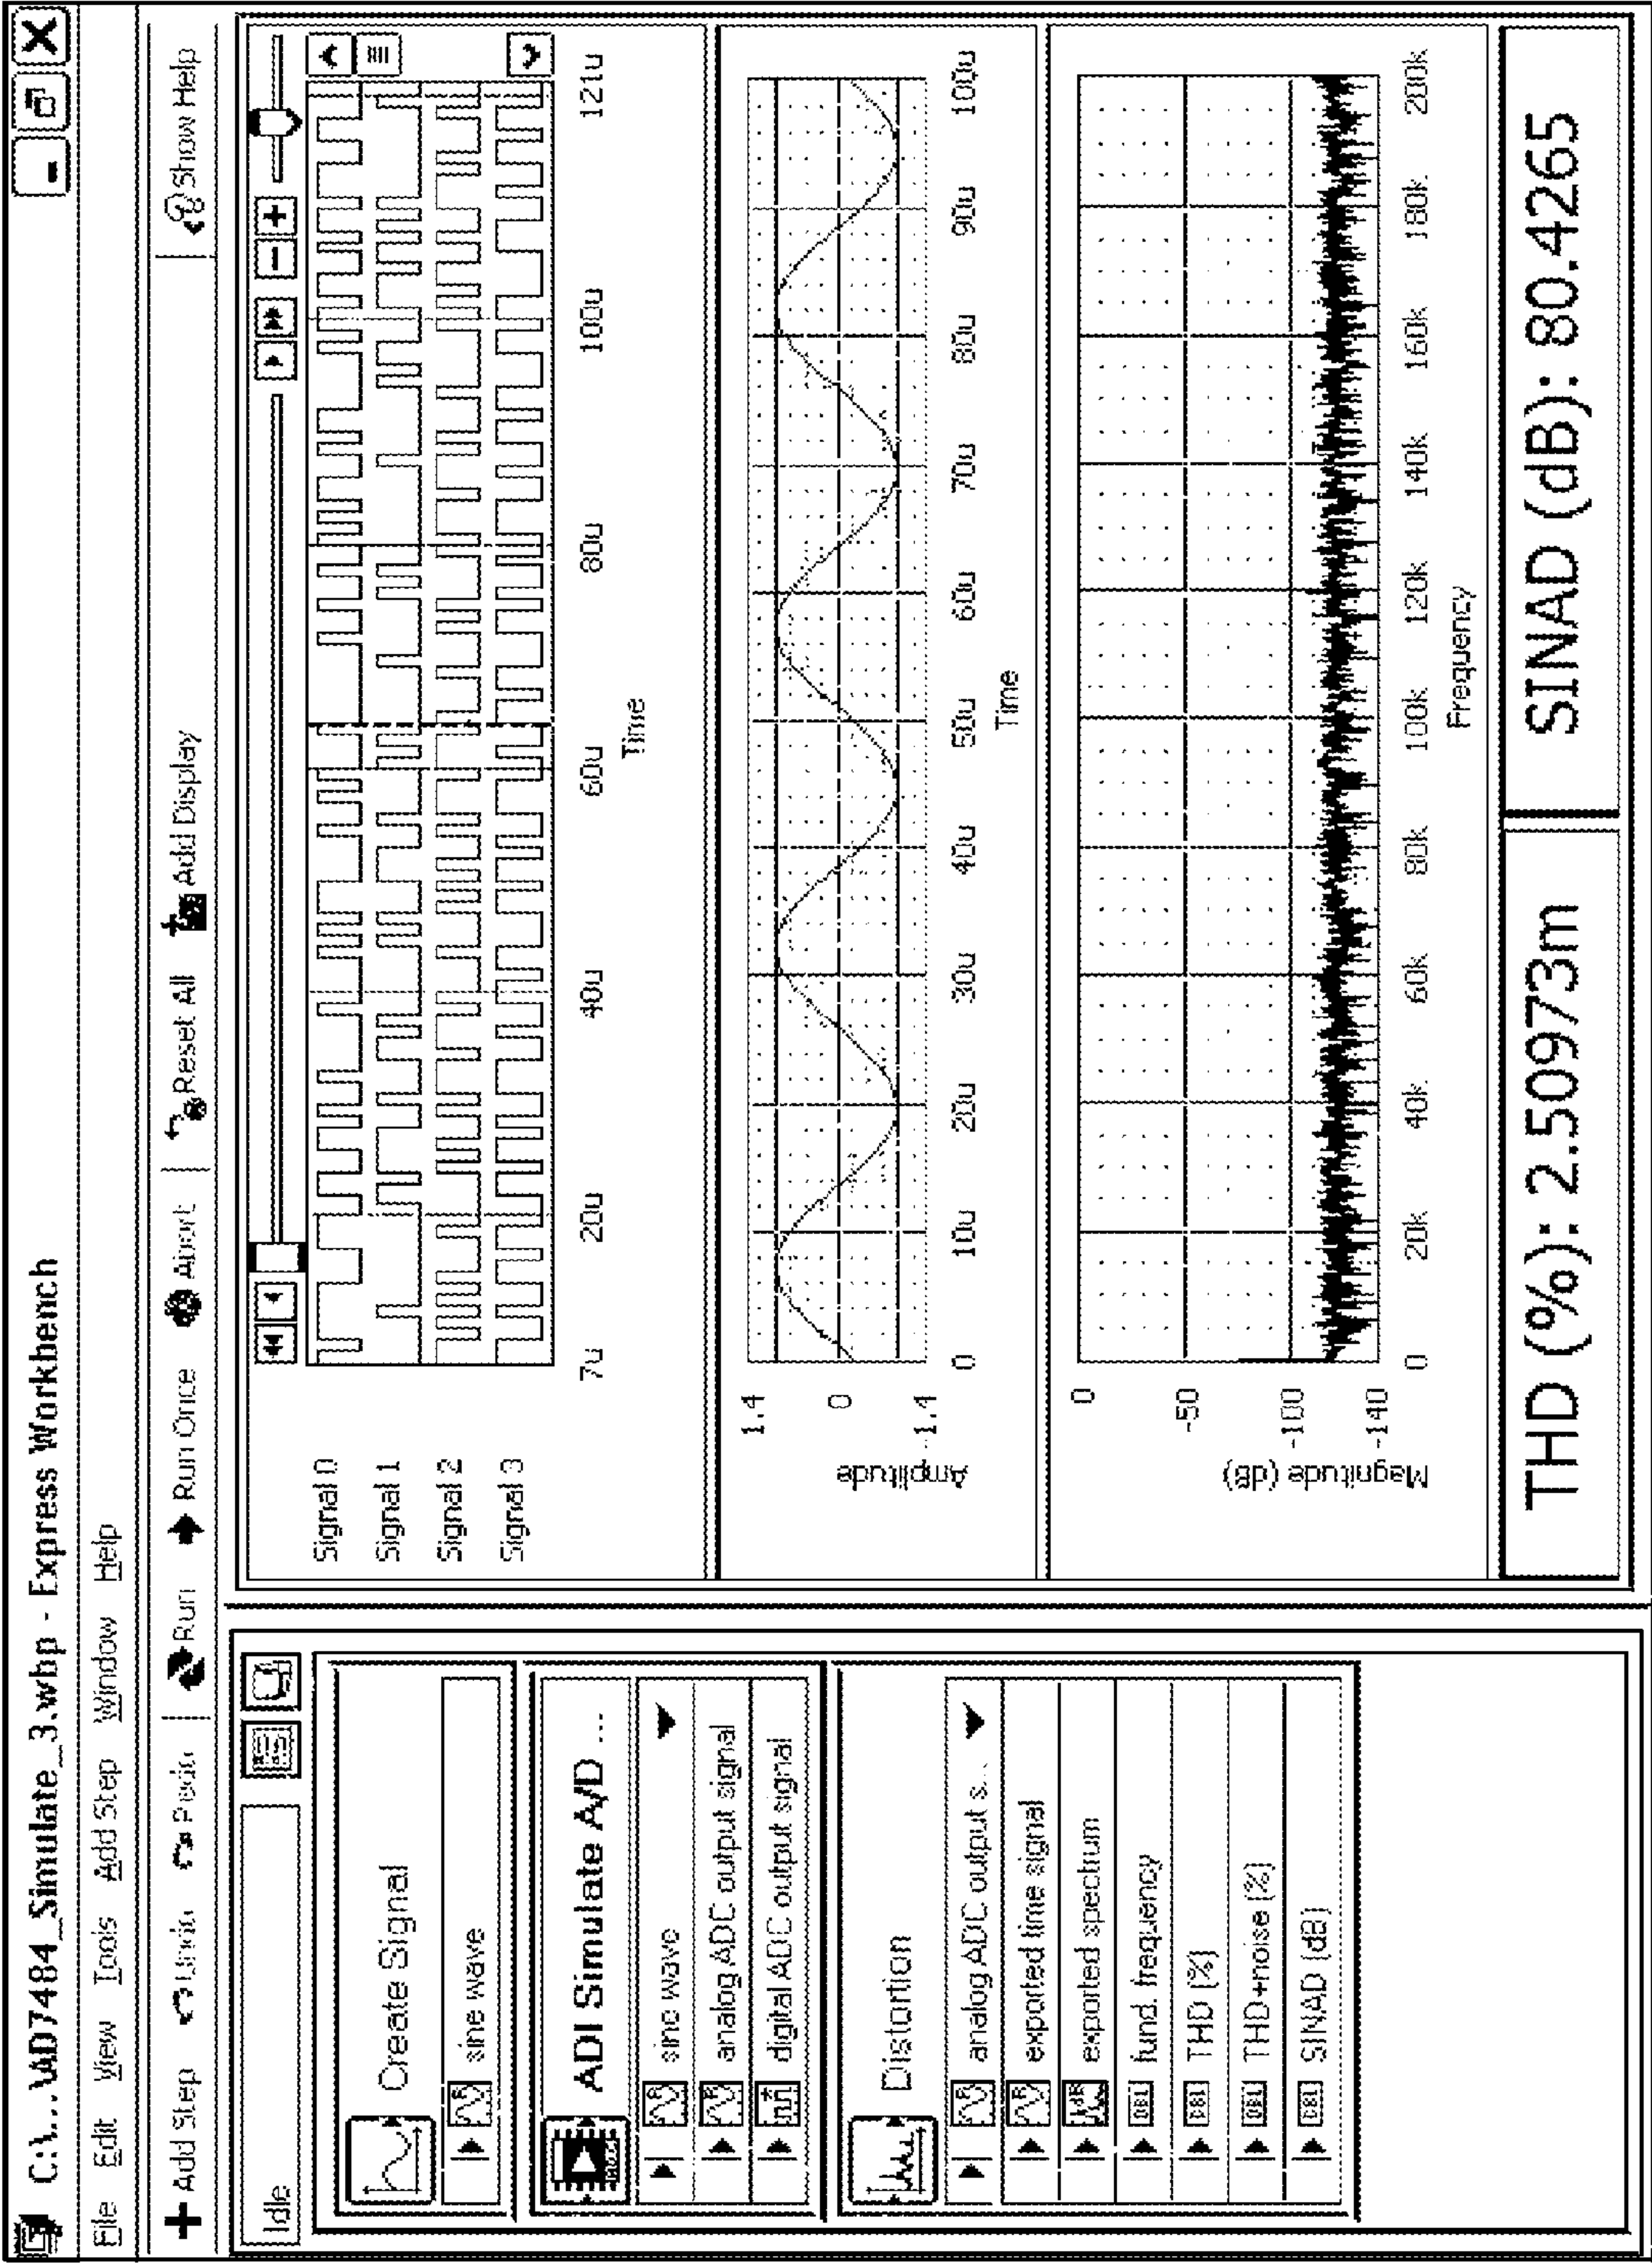 C:\...\AD7484_Simulate_3.wbp - Express Workbench
File Edit View Tools Add Step Window Help
Add Step Undo Redo Run Run Once Abort Reset All Add Display Show Help
Idle
Create Signal
sine wave
ADI Simulate A/D ...
sine wave
analog ADC output signal
digital ADC output signal
Distortion
analog ADC output s...
exported time signal
exported spectrum
fund. frequency
THD (%)
THD+noise (%)
SINAD (dB)
Signal 0
Signal 1
Signal 2
Signal 3
7u 20u 40u 60u 80u 100u 121u
Time
Amplitude
1.4
0
-1.4
0 10u 20u 30u 40u 50u 60u 70u 80u 90u 100u
Time
Magnitude (dB)
0
-50
-100
-140
0 20k 40k 60k 80k 100k 120k 140k 160k 180k 200k
Frequency
THD (%): 2.50973m
SINAD (dB): 80.4265